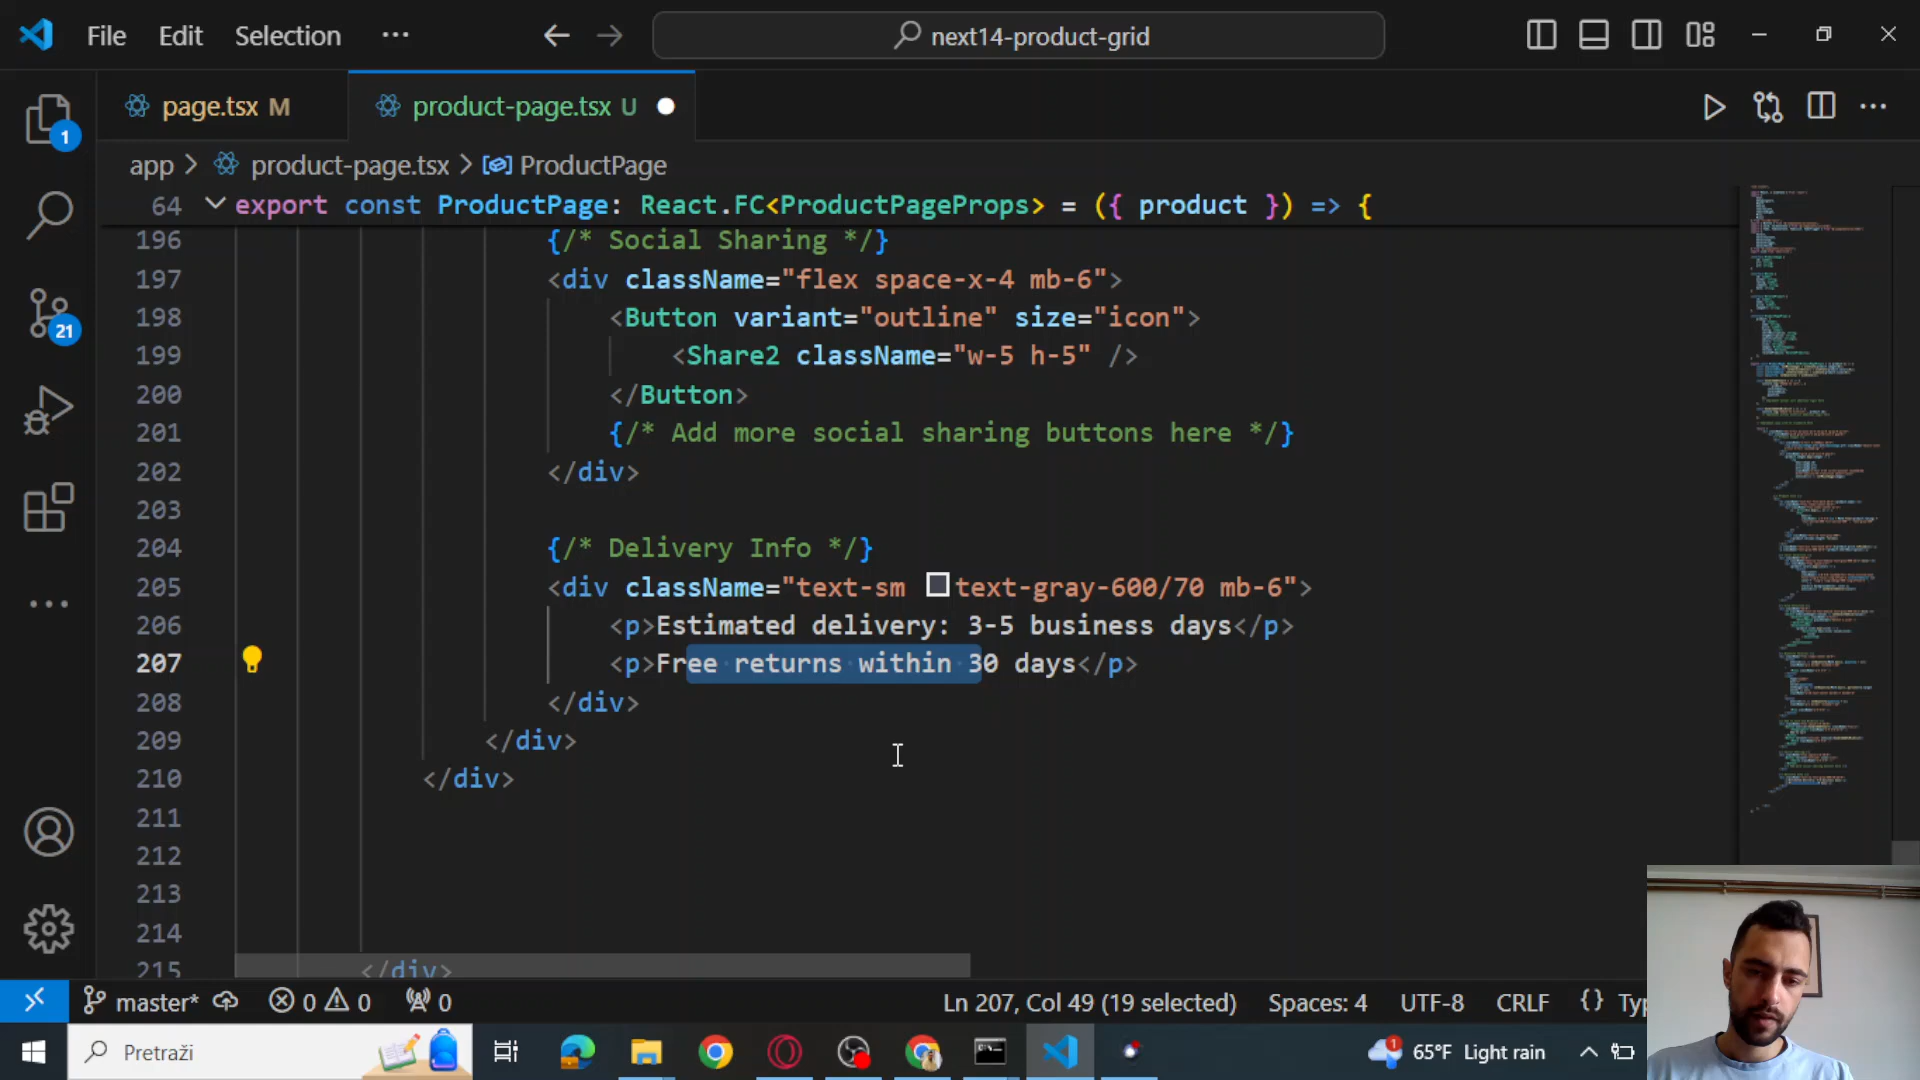 File Edit Selection ··· next14-product-grid
page.tsx M product-page.tsx U
app > product-page.tsx > ProductPage
64 export const ProductPage: React.FC<ProductPageProps> = ({ product }) => {
196 {/* Social Sharing */}
197 <div className="flex space-x-4 mb-6">
198 <Button variant="outline" size="icon">
199 <Share2 className="w-5 h-5" />
200 </Button>
201 {/* Add more social sharing buttons here */}
202 </div>
203
204 {/* Delivery Info */}
205 <div className="text-sm text-gray-600/70 mb-6">
206 <p>Estimated delivery: 3-5 business days</p>
207 <p>Free returns within 30 days</p>
208 </div>
209 </div>
210 </div>
211
212
213
214
215 </div>
1
21
master* 0 0 0 Ln 207, Col 49 (19 selected) Spaces: 4 UTF-8 CRLF {} Typ
Pretraži 1 65°F Light rain